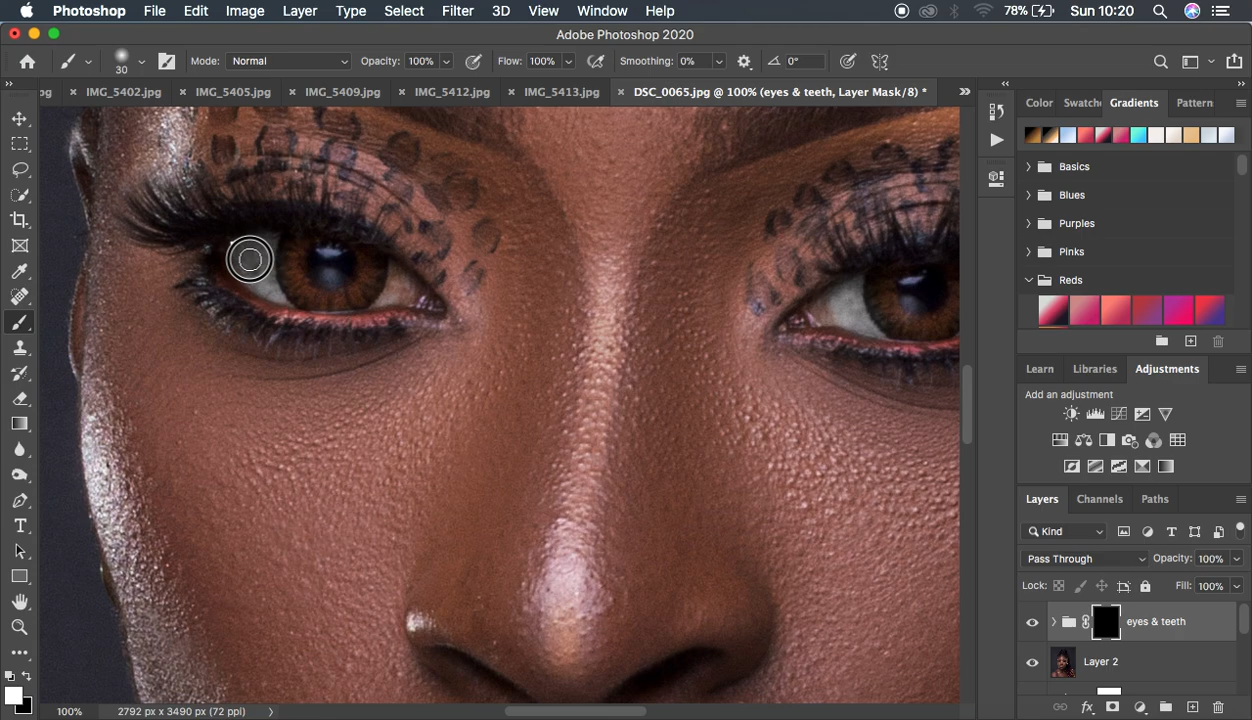 Photoshop File Edit Image Layer Type Select Filter 3D View Window Help 78% Sun 10:20
Adobe Photoshop 2020
30 Mode: Normal Opacity: 100% Flow: 100% Smoothing: 0% 0°
pg × IMG_5402.jpg × IMG_5405.jpg × IMG_5409.jpg × IMG_5412.jpg × IMG_5413.jpg × DSC_0065.jpg @ 100% (eyes & teeth, Layer Mask/8) *
Color Swatche Gradients Pattern
Basics
Blues
Purples
Pinks
Reds
Learn Libraries Adjustments
Add an adjustment
Layers Channels Paths
Kind
Pass Through Opacity: 100%
Lock: Fill: 100%
eyes & teeth
Layer 2
100% 2792 px x 3490 px (72 ppi)